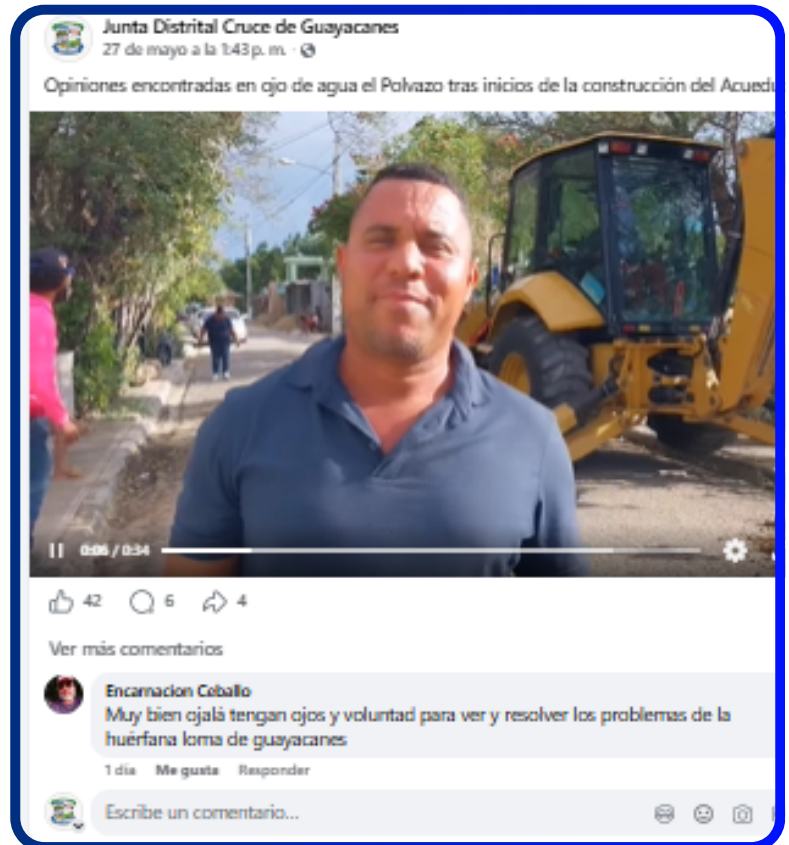 Junta Distrital Cruce de Guayacanes
27 de mayo a la 1:43 p. m. ·
Opiniones encontradas en ojo de agua el Polvazo tras inicios de la construcción del Acuedu
0:06 / 0:34
42 6 4
Ver más comentarios
Encarnacion Ceballo
Muy bien ojalá tengan ojos y voluntad para ver y resolver los problemas de la
huérfana loma de guayacanes
1 día Me gusta Responder
Escribe un comentario...